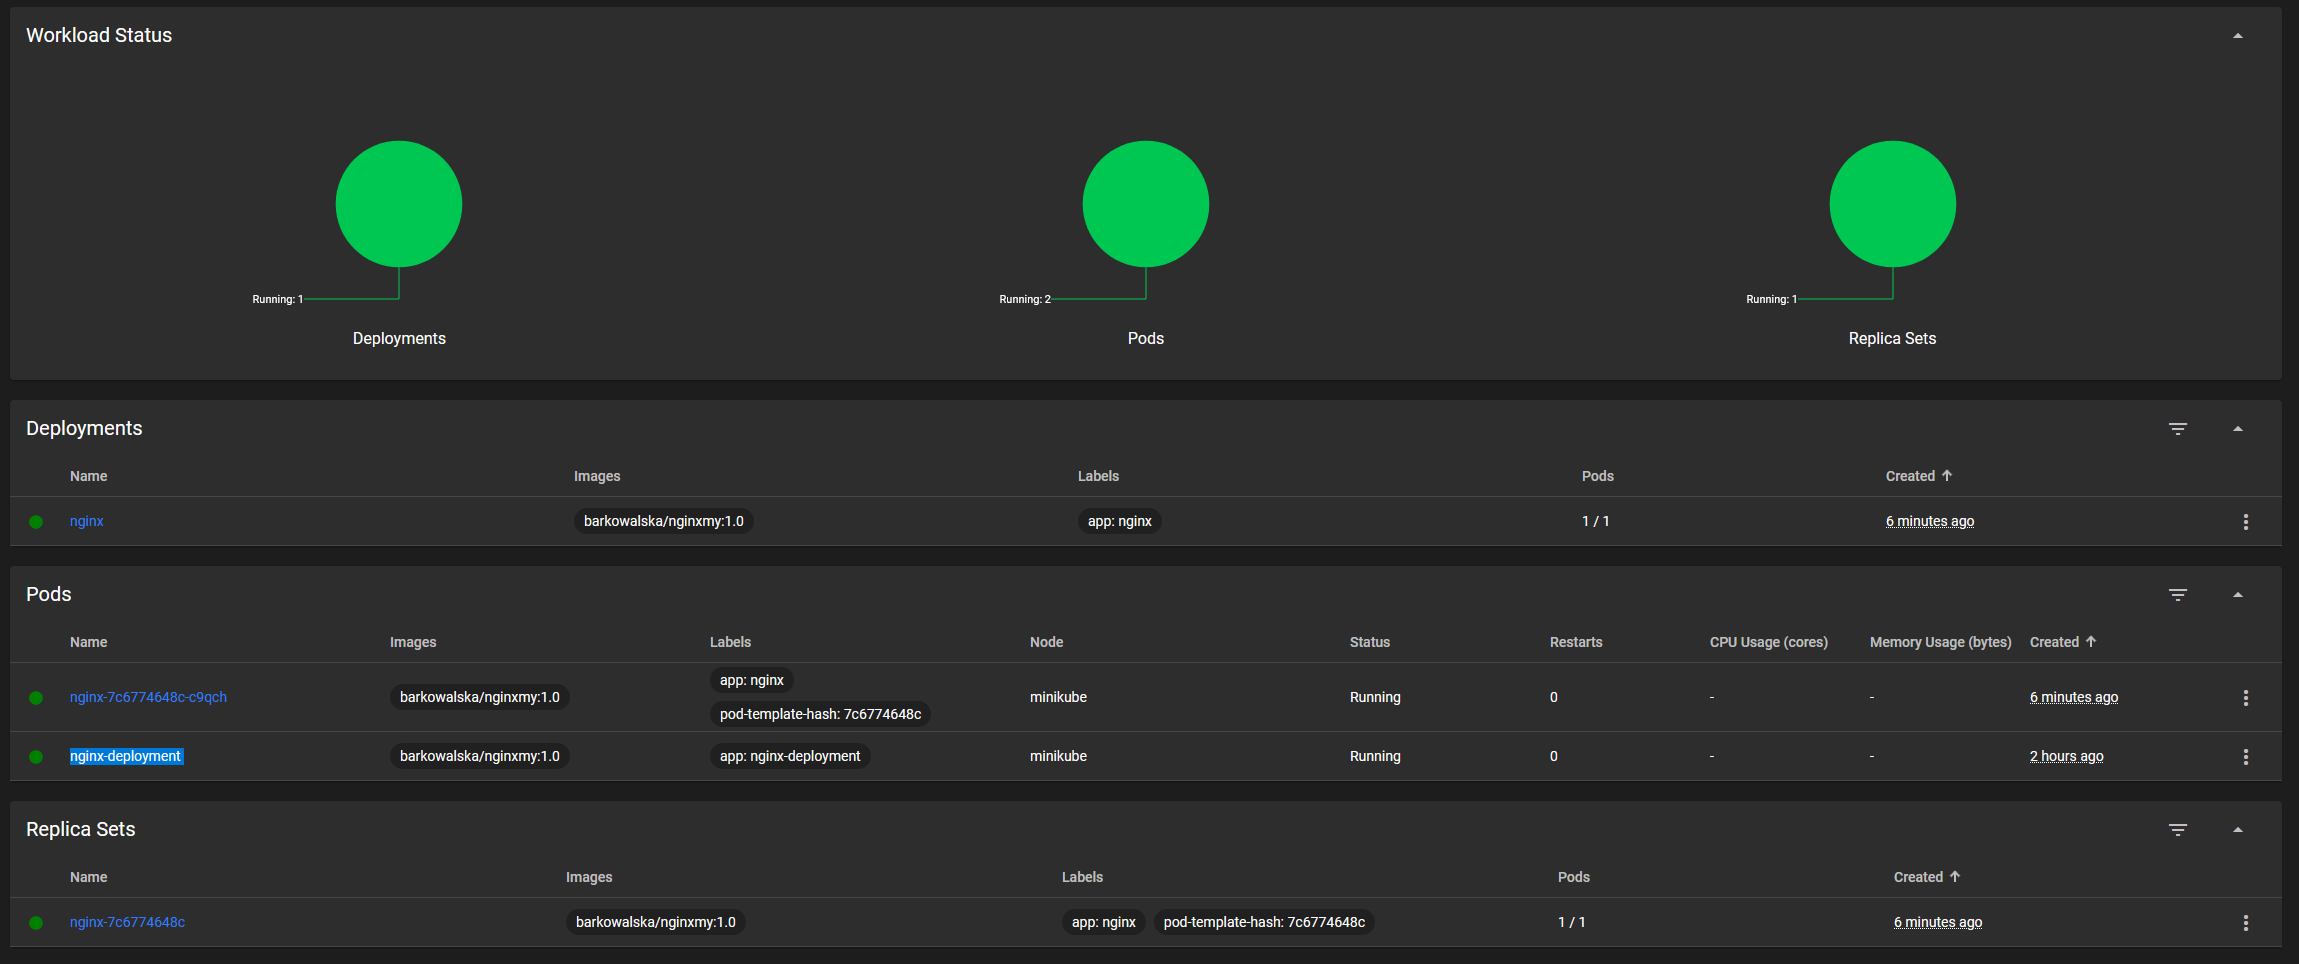 Workload Status
Running: 1
Running: 2
Running: 1
Deployments
Pods
Replica Sets
Deployments
Name Images Labels Pods Created
nginx barkowalska/nginxmy:1.0 app: nginx 1 / 1 6 minutes ago
Pods
Name Images Labels Node Status Restarts CPU Usage (cores) Memory Usage (bytes) Created
app: nginx
nginx-7c6774648c-c9qch barkowalska/nginxmy:1.0 minikube Running 0 - - 6 minutes ago
pod-template-hash: 7c6774648c
nginx-deployment barkowalska/nginxmy:1.0 app: nginx-deployment minikube Running 0 - - 2 hours ago
Replica Sets
Name Images Labels Pods Created
nginx-7c6774648c barkowalska/nginxmy:1.0 app: nginx pod-template-hash: 7c6774648c 1 / 1 6 minutes ago